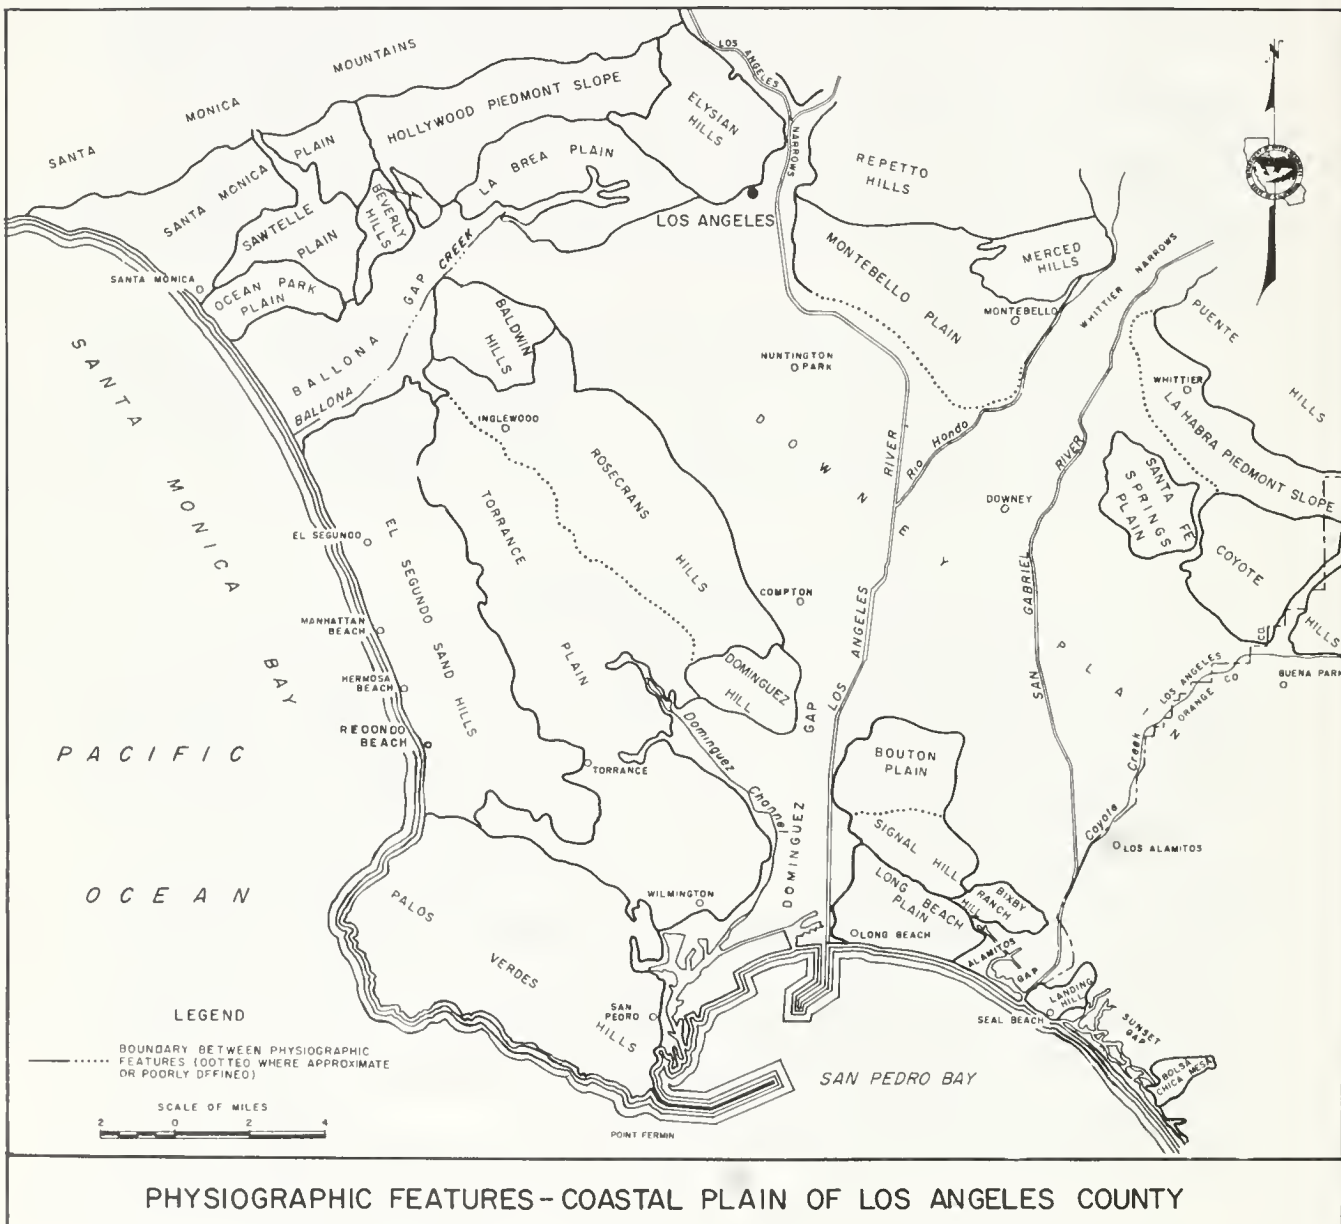 SANTA MONICA MOUNTAINS
HOLLYWOOD PIEDMONT SLOPE
LOS ANGELES NARROWS
ELYSIAN
HILLS
SANTA MONICA PLAIN
LA BREA PLAIN
BEVERLY
HILLS
SAWTELLE
PLAIN
REPETTO
HILLS
LOS ANGELES
SANTA MONICA
OCEAN PARK
PLAIN
BALLONA GAP
BALLONA CREEK
MONTEBELLO PLAIN
MERCED
HILLS
MONTEBELLO
WHITTIER NARROWS
PUENTE HILLS
BALDWIN
HILLS
NUNTINGTON
PARK
WHITTIER
LA HABRA PIEDMONT SLOPE
INGLEWOOD
ROSECRANS HILLS
DOWNEY PLAIN
Rio Hondo
LOS ANGELES RIVER
SAN GABRIEL RIVER
SANTA FE
SPRINGS
PLAIN
DOWNEY
SANTA MONICA BAY
TORRANCE PLAIN
EL SEGUNDO
EL SEGUNDO SAND HILLS
COYOTE HILLS
COMPTON
MANHATTAN
BEACH
HERMOSA
BEACH
REDONDO
BEACH
DOMINGUEZ
HILL
DOMINGUEZ GAP
LOS ANGELES CO.
ORANGE CO
BUENA PARK
PACIFIC
OCEAN
TORRANCE
Dominguez Channel
BOUTON
PLAIN
SIGNAL HILL
Coyote Creek
LOS ALAMITOS
PALOS VERDES HILLS
WILMINGTON
LONG BEACH
PLAIN
BIXBY
RANCH
HILL
LONG BEACH
ALAMITOS
GAP
LANDING
HILL
SEAL BEACH
SUNSET
GAP
BOLSA
CHICA MESA
SAN
PEDRO
SAN PEDRO BAY
POINT FERMIN
LEGEND
BOUNDARY BETWEEN PHYSIOGRAPHIC
FEATURES (DOTTED WHERE APPROXIMATE
OR POORLY DFFINED)
SCALE OF MILES
2 0 2 4
PHYSIOGRAPHIC FEATURES-COASTAL PLAIN OF LOS ANGELES COUNTY